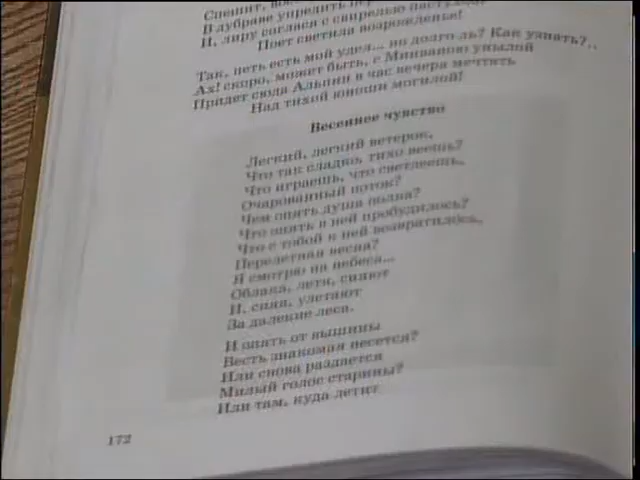 Спешит,
В дубраве упредить
И, лиру соглася с свирелью пастухов,
Поет светила возрожденье!
Так, петь есть мой удел... но долго ль? Как узнать?..
Ах! скоро, может быть, с Минваною унылой
Придет сюда Альпин в час вечера мечтать
Над тихой юноши могилой!
Весеннее чувство
Легкий, легкий ветерок,
Что так сладко, тихо веешь?
Что играешь, что светлеешь,
Очарованный поток?
Чем опять душа полна?
Что опять в ней пробудилось?
Что с тобой к ней возвратилось,
Перелетная весна?
Я смотрю на небеса...
Облака, летя, сияют
И, сияя, улетают
За далекие леса.
И опять от вышины
Весть знакомая несется?
Или снова раздается
Милый голос старины?
Или там, куда летит
172